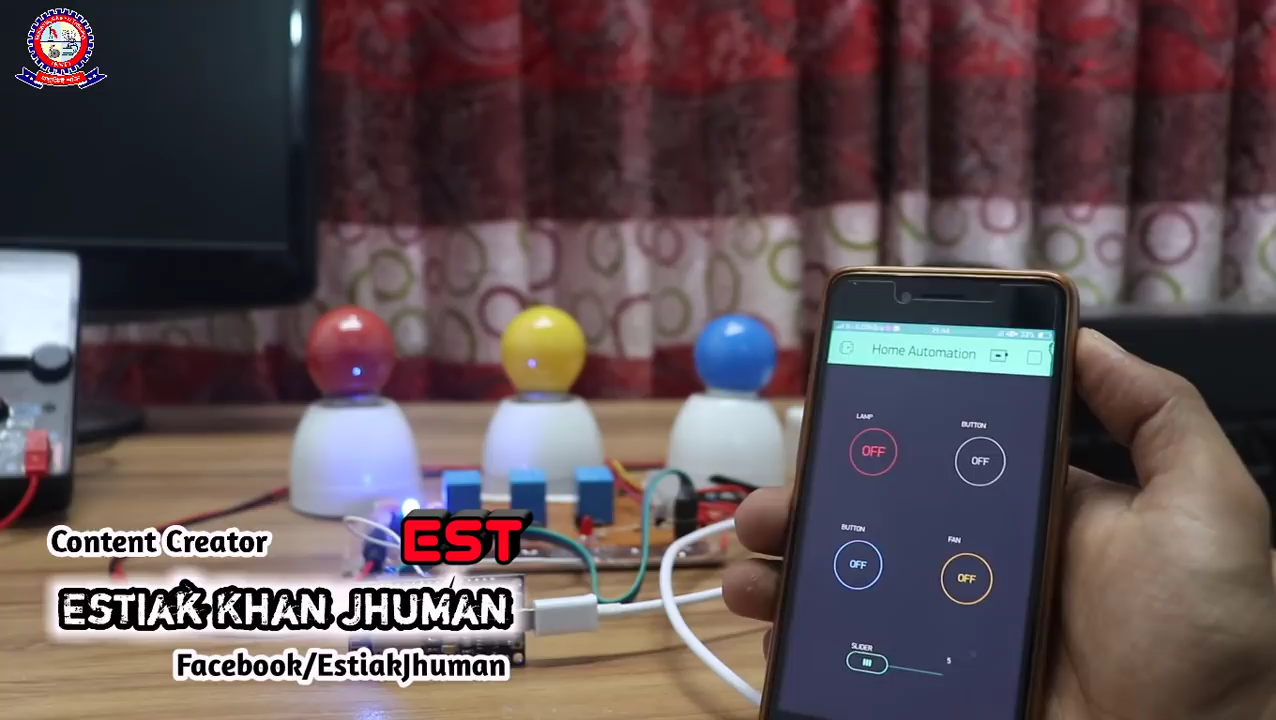 Home Automation
LAMP
OFF
BUTTON
OFF
BUTTON
OFF
FAN
OFF
SLIDER
5
Content Creator
EST
ESTIAK KHAN JHUMAN
Facebook/EstiakJhuman